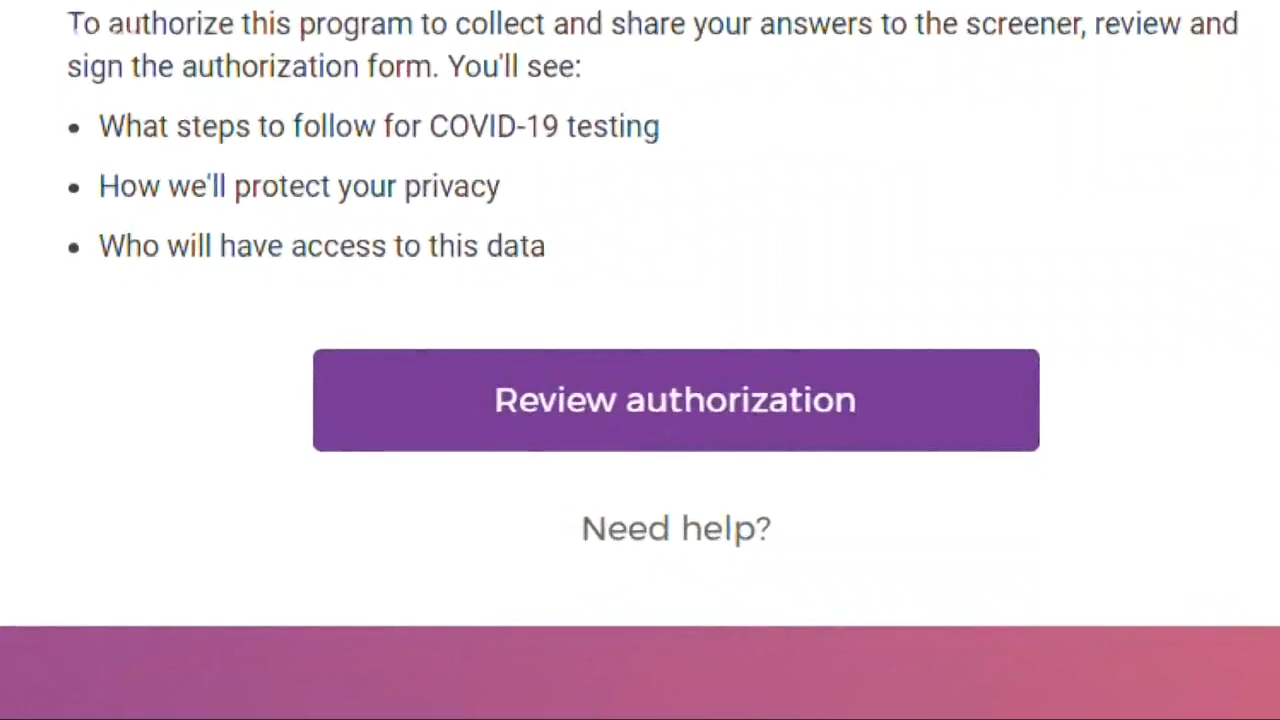 To authorize this program to collect and share your answers to the screener, review and
sign the authorization form. You'll see:
• What steps to follow for COVID-19 testing
• How we'll protect your privacy
• Who will have access to this data
Review authorization
Need help?